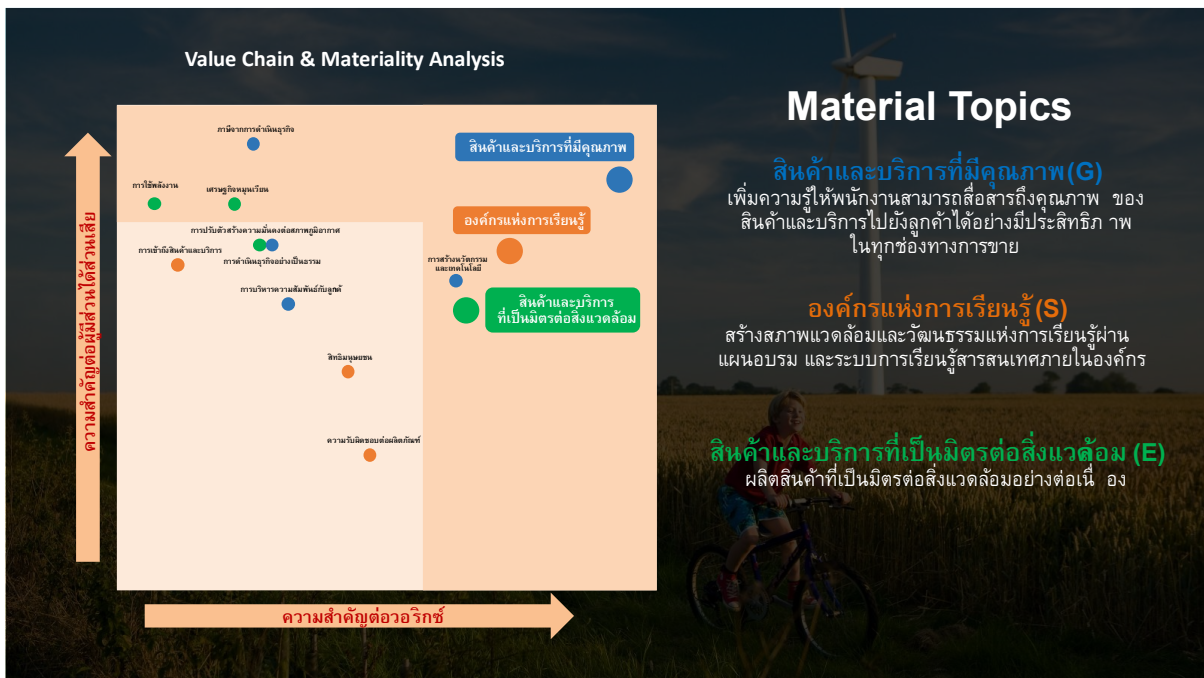 Value Chain & Materiality Analysis
ความสำคัญต่อผู้มีส่วนได้ส่วนเสีย
ภาษีจากการดำเนินธุรกิจ
สินค้าและบริการที่มีคุณภาพ
การใช้พลังงาน
เศรษฐกิจหมุนเวียน
องค์กรแห่งการเรียนรู้
การปรับตัวสร้างความมั่นคงต่อสภาพภูมิอากาศ
การเข้าถึงสินค้าและบริการ
การดำเนินธุรกิจอย่างเป็นธรรม
การสร้างนวัตกรรม
และเทคโนโลยี
การบริหารความสัมพันธ์กับลูกค้
สินค้าและบริการ
ที่เป็นมิตรต่อสิ่งแวดล้อม
สิทธิมนุษยชน
ความรับผิดชอบต่อผลิตภัณฑ์
ความสำคัญต่อวอริกซ์
Material Topics
สินค้าและบริการที่มีคุณภาพ(G)
เพิ่มความรู้ให้พนักงานสามารถสื่อสารถึงคุณภาพ ของ
สินค้าและบริการไปยังลูกค้าได้อย่างมีประสิทธิภ าพ
ในทุกช่องทางการขาย
องค์กรแห่งการเรียนรู้(S)
สร้างสภาพแวดล้อมและวัฒนธรรมแห่งการเรียนรู้ผ่าน
แผนอบรม และระบบการเรียนรู้สารสนเทศภายในองค์กร
สินค้าและบริการที่เป็นมิตรต่อสิ่งแวดล้อม (E)
ผลิตสินค้าที่เป็นมิตรต่อสิ่งแวดล้อมอย่างต่อเนื่ อง